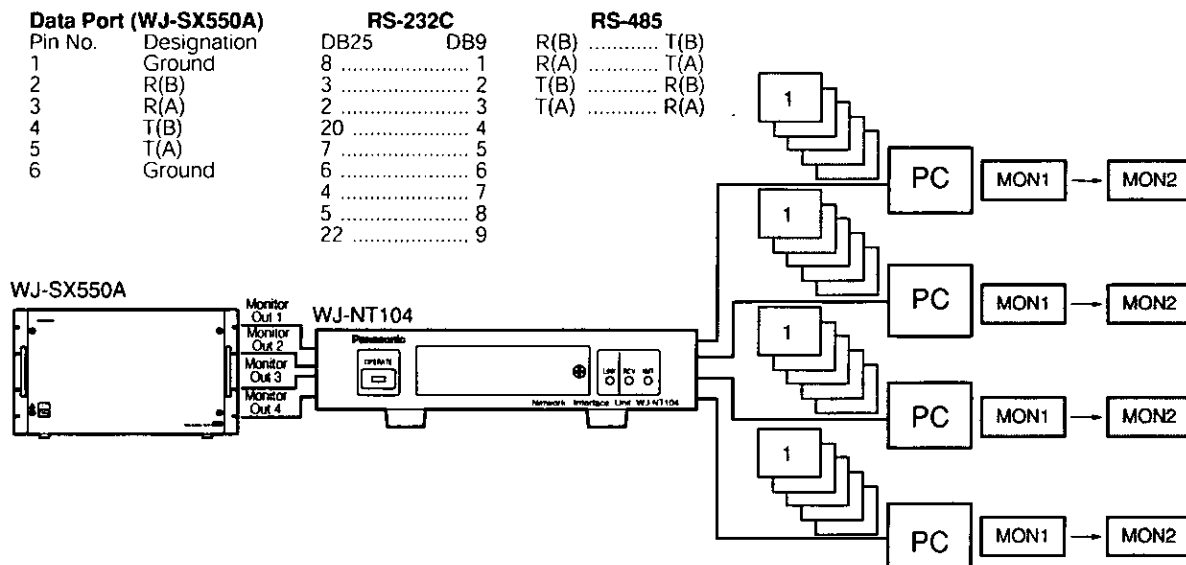 Data Port (WJ-SX550A)
Pin No. Designation
1 Ground
2 R(B)
3 R(A)
4 T(B)
5 T(A)
6 Ground
RS-232C
DB25 DB9
8 ..................... 1
3 ..................... 2
2 ..................... 3
20 ................... 4
7 ..................... 5
6 ..................... 6
4 ..................... 7
5 ..................... 8
22 ................... 9
RS-485
R(B) ............ T(B)
R(A) ............ T(A)
T(B) ............ R(B)
T(A) ............ R(A)
WJ-SX550A
Monitor
Out 1
Monitor
Out 2
Monitor
Out 3
Monitor
Out 4
WJ-NT104
Panasonic
OPERATE
Network Interface Unit WJ-NT104
1
PC MON1 → MON2
1
PC MON1 → MON2
1
PC MON1 → MON2
1
PC MON1 → MON2